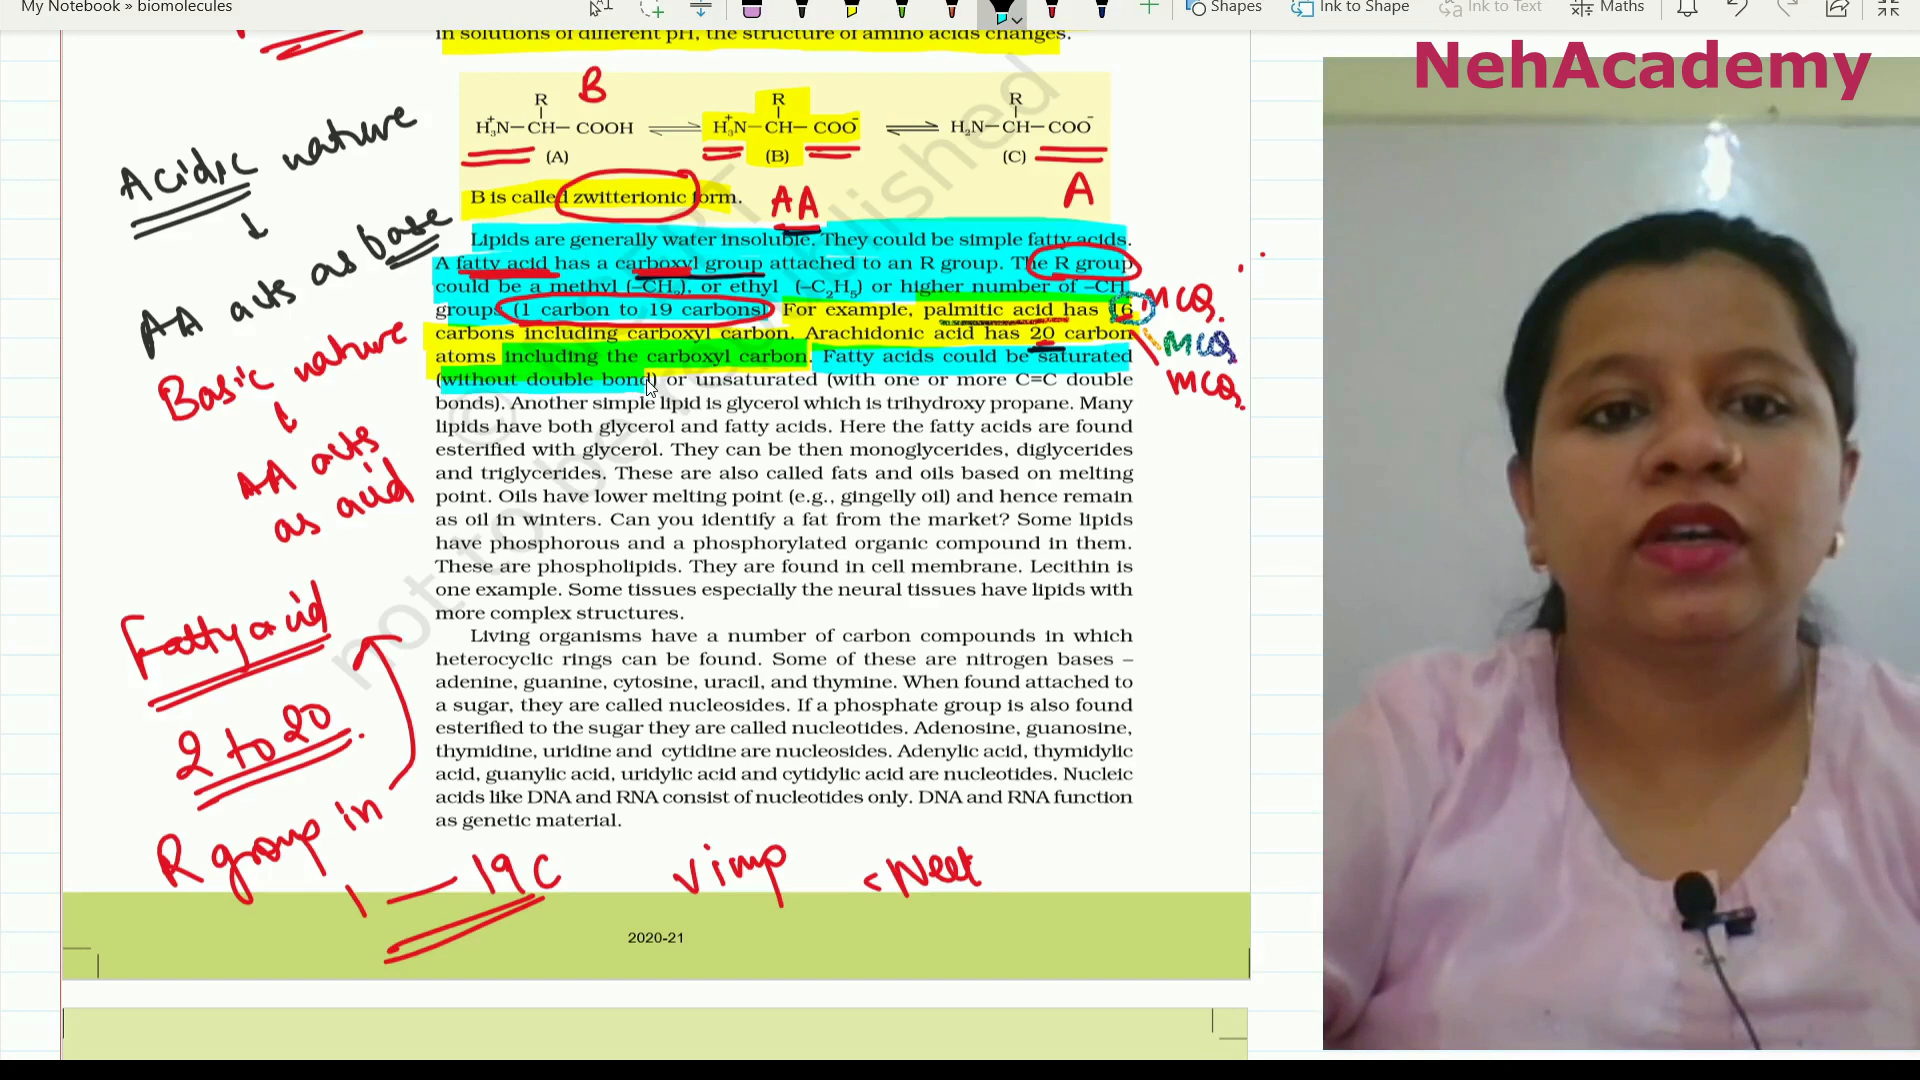 My Notebook » biomolecules
Shapes
Ink to Shape
Ink to Text
Maths
NehAcademy
in solutions of different pH, the structure of amino acids changes.
B
R R R
H₃N⁺—CH—COOH ⇌ H₃N⁺—CH—COO⁻ ⇌ H₂N—CH—COO⁻
(A) (B) (C)
B is called zwitterionic form.
AA
A
Acidic nature
↓
AA acts as base
Basic nature
↓
AA acts
as acid
Lipids are generally water insoluble. They could be simple fatty acids.
A fatty acid has a carboxyl group attached to an R group. The R group
could be a methyl (–CH₃), or ethyl (–C₂H₅) or higher number of –CH
groups (1 carbon to 19 carbons). For example, palmitic acid has 16
carbons including carboxyl carbon. Arachidonic acid has 20 carbon
atoms including the carboxyl carbon. Fatty acids could be saturated
(without double bond) or unsaturated (with one or more C=C double
bonds). Another simple lipid is glycerol which is trihydroxy propane. Many
lipids have both glycerol and fatty acids. Here the fatty acids are found
esterified with glycerol. They can be then monoglycerides, diglycerides
and triglycerides. These are also called fats and oils based on melting
point. Oils have lower melting point (e.g., gingelly oil) and hence remain
as oil in winters. Can you identify a fat from the market? Some lipids
have phosphorous and a phosphorylated organic compound in them.
These are phospholipids. They are found in cell membrane. Lecithin is
one example. Some tissues especially the neural tissues have lipids with
more complex structures.
MCQ.
MCQ
MCQ.
Living organisms have a number of carbon compounds in which
heterocyclic rings can be found. Some of these are nitrogen bases –
adenine, guanine, cytosine, uracil, and thymine. When found attached to
a sugar, they are called nucleosides. If a phosphate group is also found
esterified to the sugar they are called nucleotides. Adenosine, guanosine,
thymidine, uridine and cytidine are nucleosides. Adenylic acid, thymidylic
acid, guanylic acid, uridylic acid and cytidylic acid are nucleotides. Nucleic
acids like DNA and RNA consist of nucleotides only. DNA and RNA function
as genetic material.
Fatty acid
2 to 20.
R group in
1 — 19 C
v imp
< Neet
2020-21
not to be
published